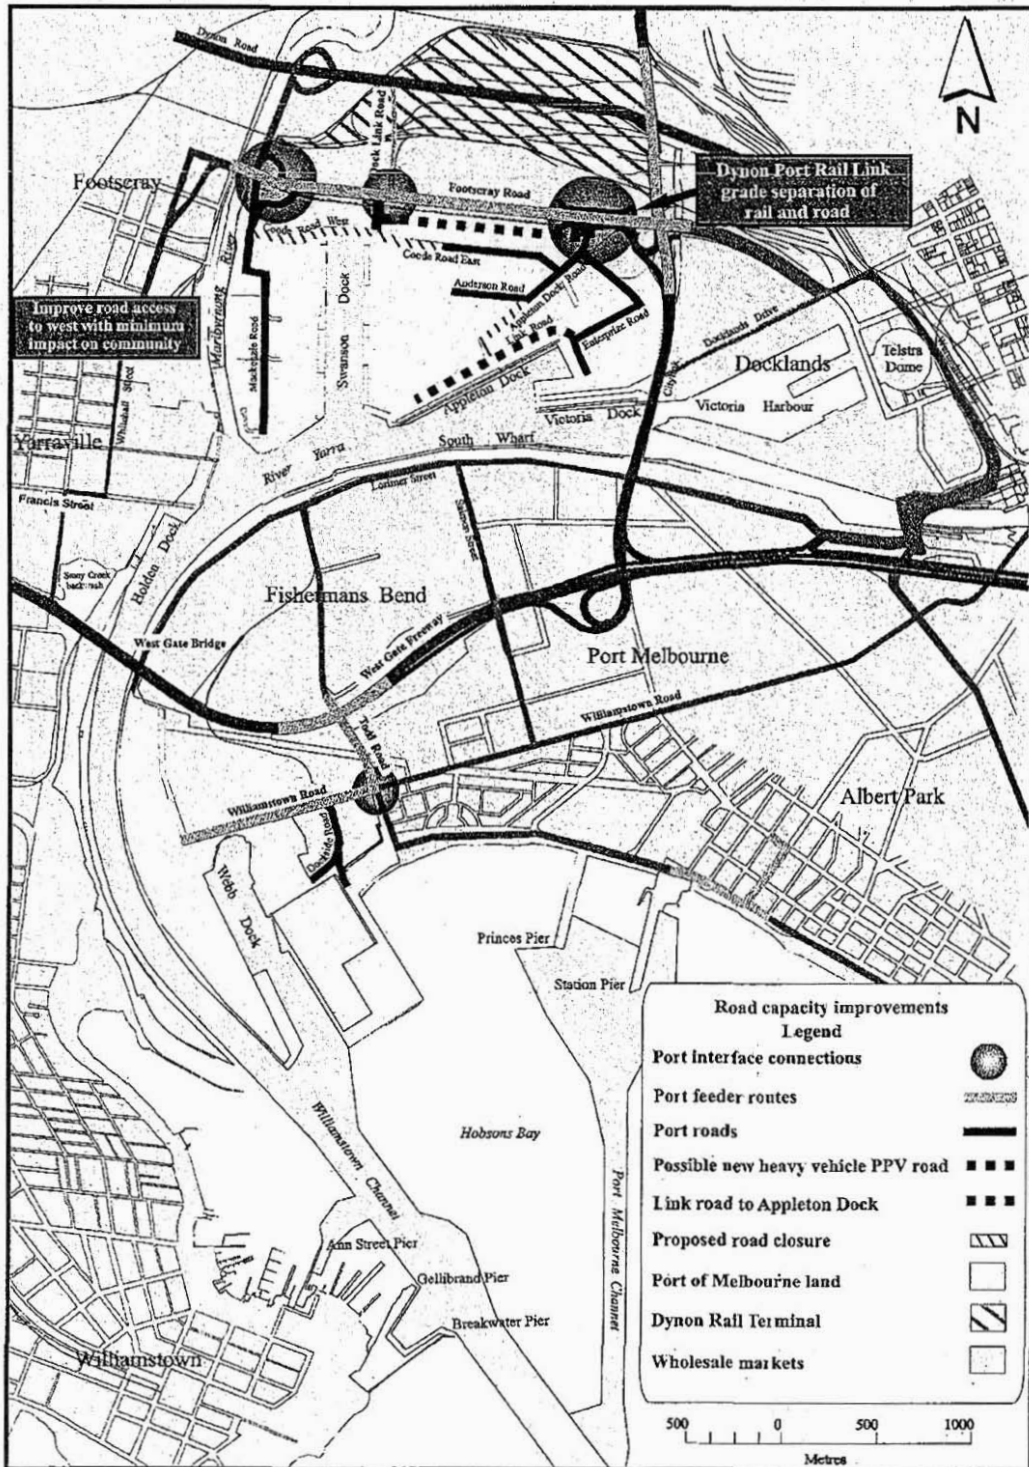 Dynon Road
N
Dock Link Road
Footscray
Footscray Road
Dynon Port Rail Link
grade separation of
rail and road
Coode Road West
Coode Road East
Maribyrnong River
Swanson Dock
Anderson Road
Appleton Dock Road
Link Road
Enterprize Road
Improve road access
to west with minimum
impact on community
Mackenzie Road
Docklands Drive
Docklands
Telstra
Dome
Appleton Dock
Victoria Dock
Victoria Harbour
Whitehall Street
Yarraville
River Yarra
South Wharf
Lorimer Street
Salmon Street
Francis Street
Holden Dock
Stony Creek
backwash
Fishermans Bend
West Gate Bridge
West Gate Freeway
Port Melbourne
Todd Road
Williamstown Road
Williamstown Road
Dockside Road
Albert Park
Webb Dock
Princes Pier
Station Pier
Williamstown Channel
Hobsons Bay
Port Melbourne Channel
Ann Street Pier
Gellibrand Pier
Breakwater Pier
Williamstown
Road capacity improvements
Legend
Port interface connections
Port feeder routes
Port roads
Possible new heavy vehicle PPV road
Link road to Appleton Dock
Proposed road closure
Port of Melbourne land
Dynon Rail Terminal
Wholesale markets
500 0 500 1000
Metres